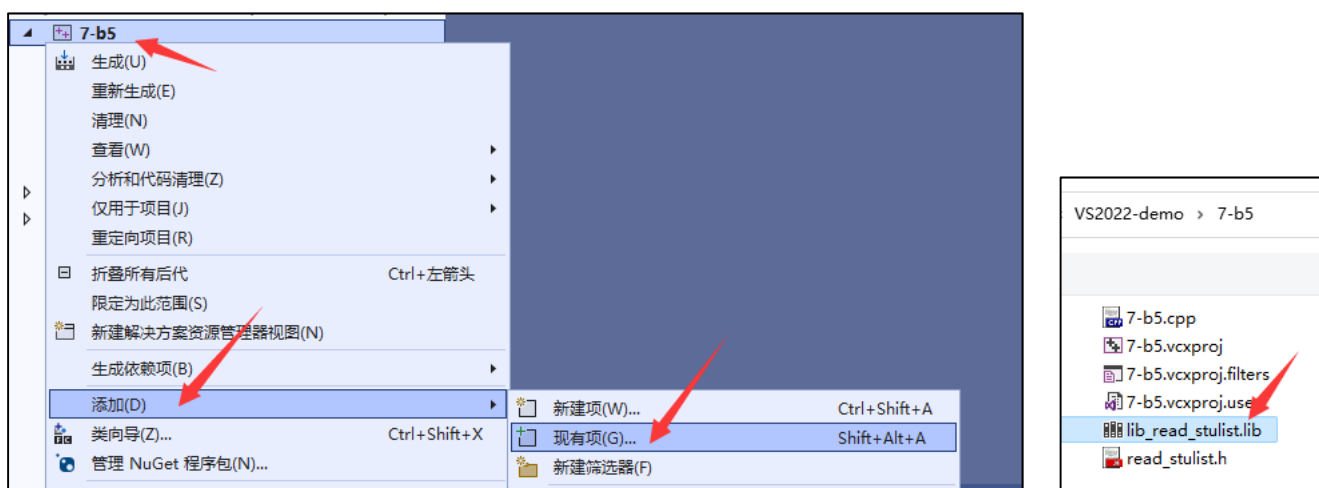 7-b5
生成(U)
重新生成(E)
清理(N)
查看(W)
分析和代码清理(Z)
仅用于项目(J)
重定向项目(R)
折叠所有后代 Ctrl+左箭头
限定为此范围(S)
新建解决方案资源管理器视图(N)
生成依赖项(B)
添加(D)
类向导(Z)... Ctrl+Shift+X
管理 NuGet 程序包(N)...
新建项(W)... Ctrl+Shift+A
现有项(G)... Shift+Alt+A
新建筛选器(F)
VS2022-demo > 7-b5
7-b5.cpp
7-b5.vcxproj
7-b5.vcxproj.filters
7-b5.vcxproj.user
lib_read_stulist.lib
read_stulist.h